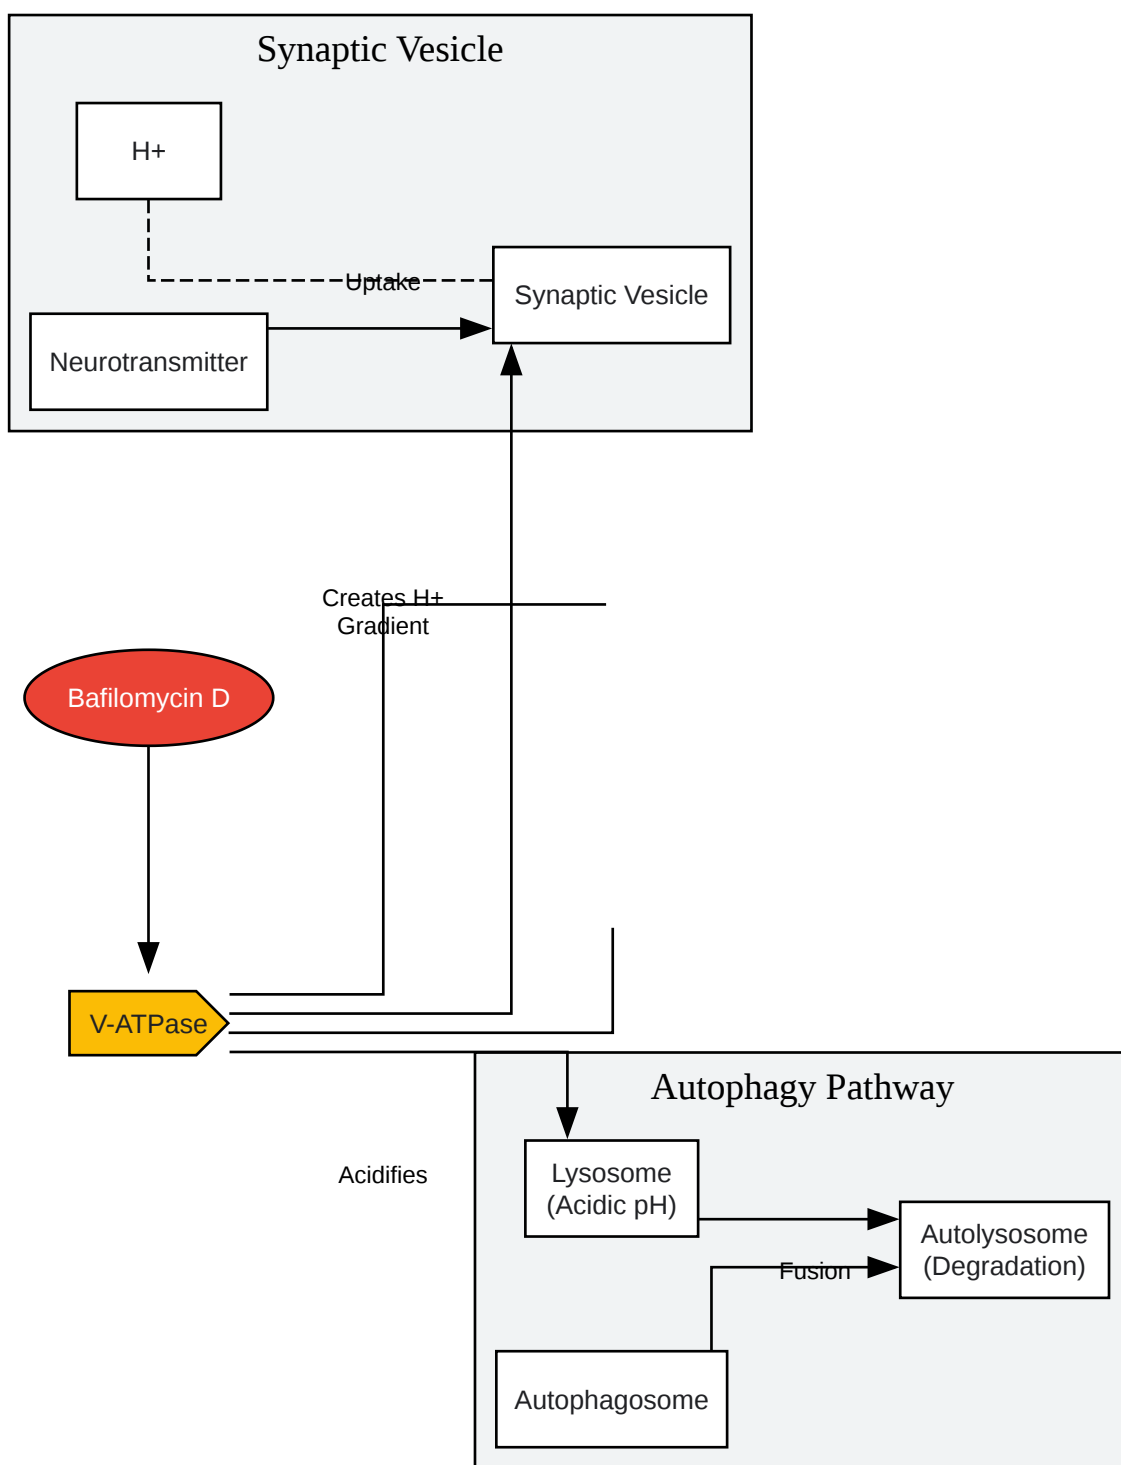 Synaptic Vesicle
H+
Uptake
Synaptic Vesicle
Neurotransmitter
Creates H+
Gradient
Bafilomycin D
V-ATPase
Autophagy Pathway
Acidifies
Lysosome
(Acidic pH)
Autolysosome
(Degradation)
Fusion
Autophagosome